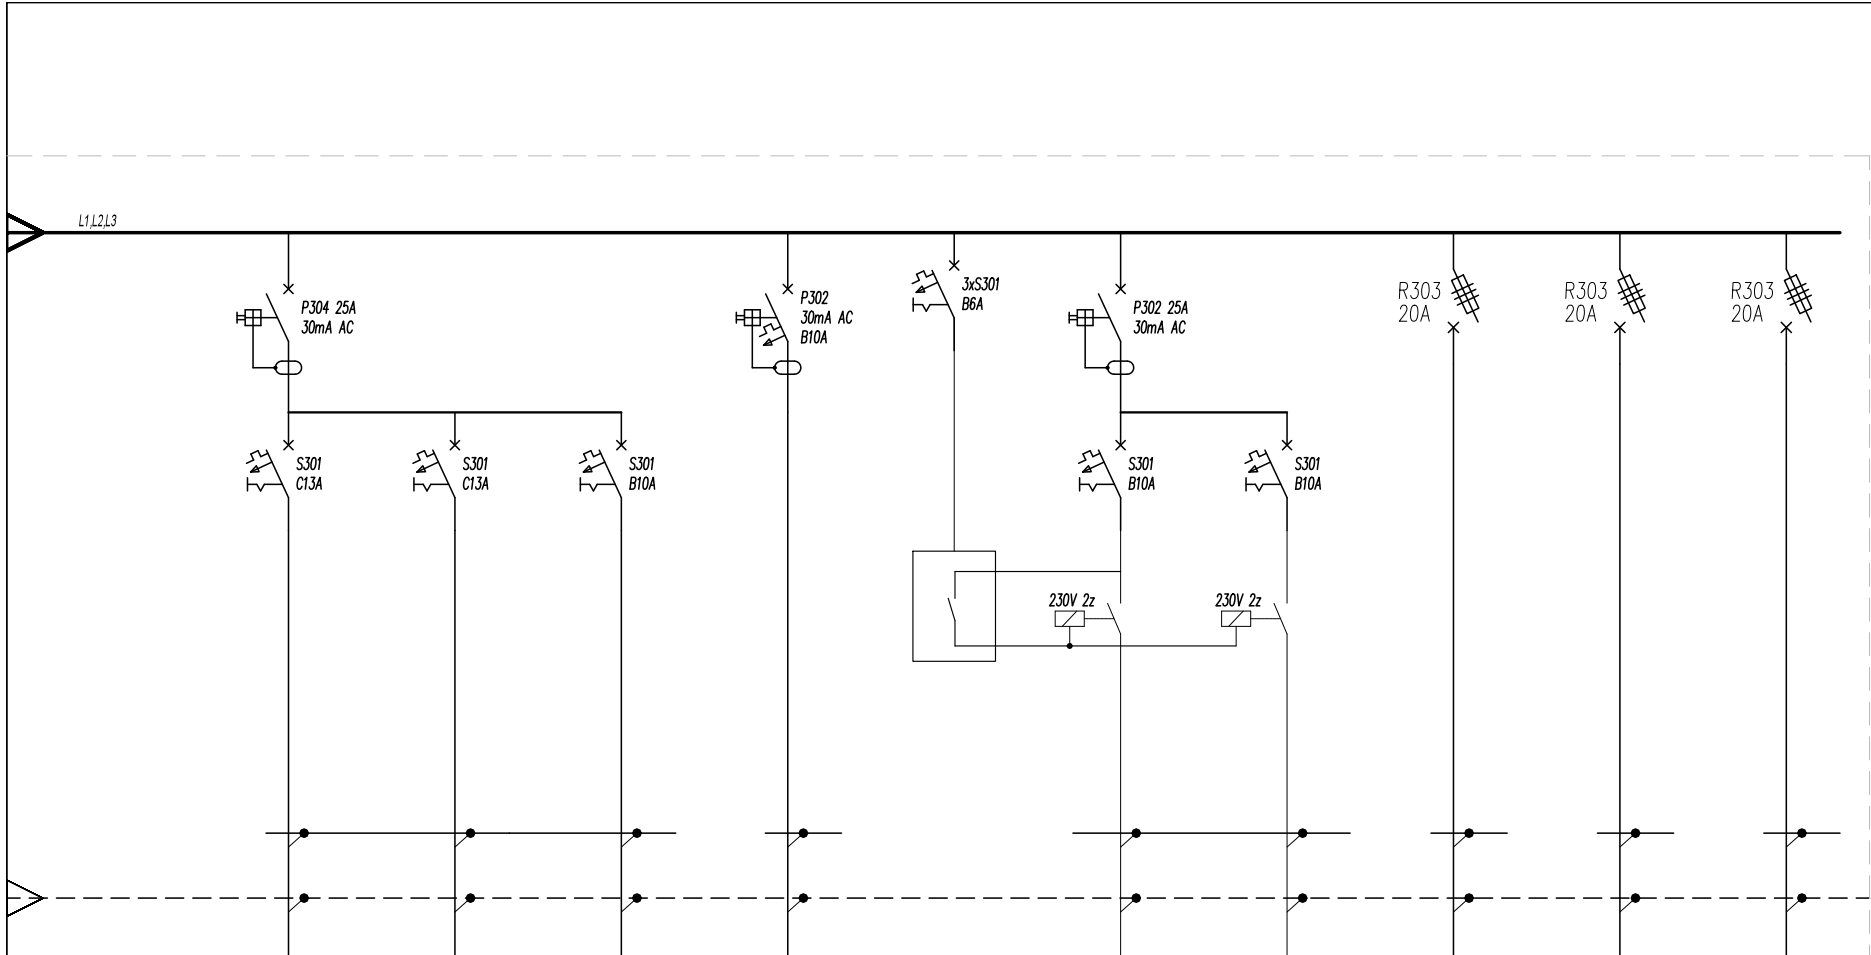 L1,L2,L3
P304 25A
30mA AC
P302
30mA AC
B10A
3xS301
B6A
P302 25A
30mA AC
R303
20A
R303
20A
R303
20A
S301
C13A
S301
C13A
S301
B10A
S301
B10A
S301
B10A
230V 2z
230V 2z